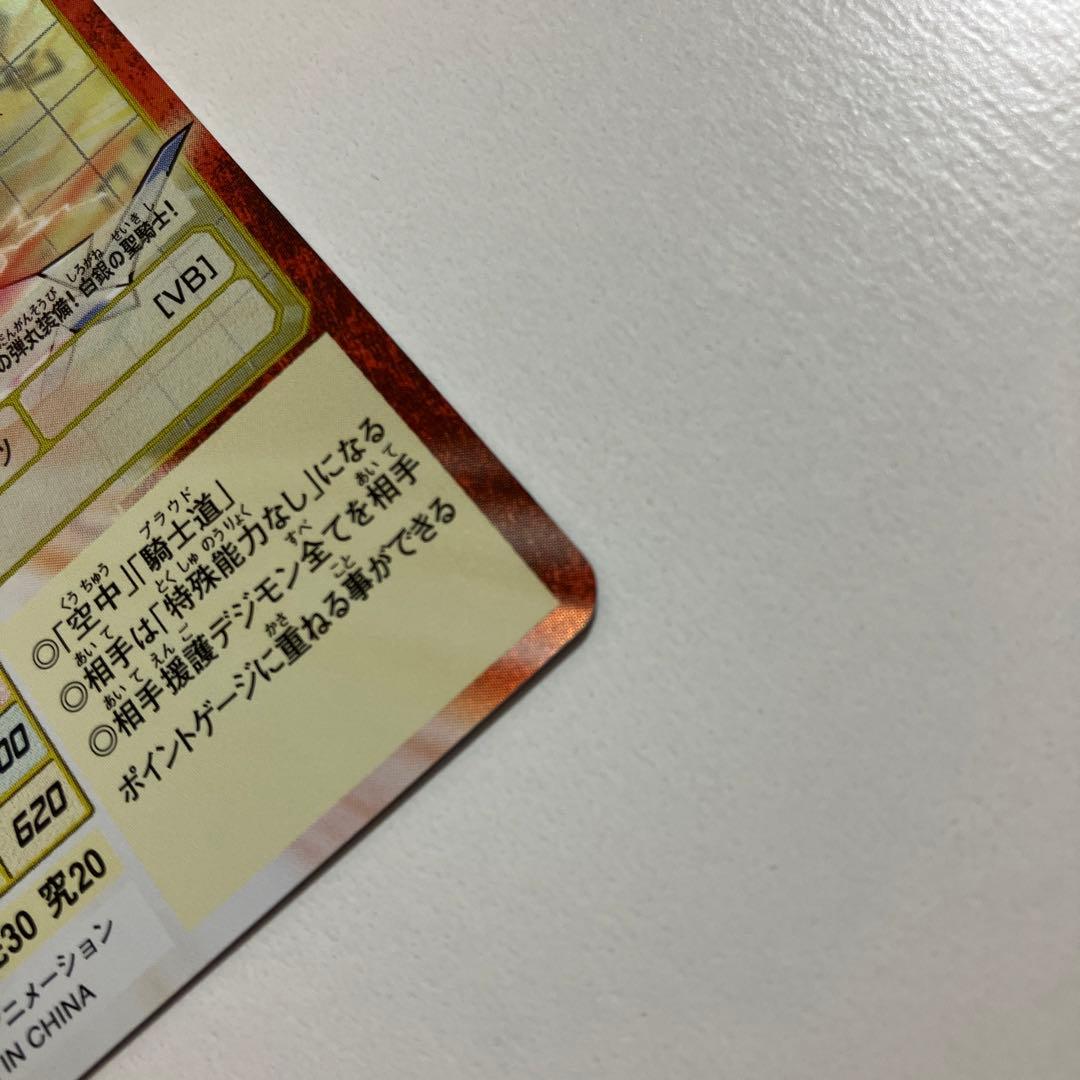 の弾丸装備！白銀の聖騎士！
[VB]
ツ
◎「空中」「騎士道」
◎相手は「特殊能力なし」になる
◎相手援護デジモン全てを相手
ポイントゲージに重ねる事ができる
00
620
30 究20
ニメーション
IN CHINA